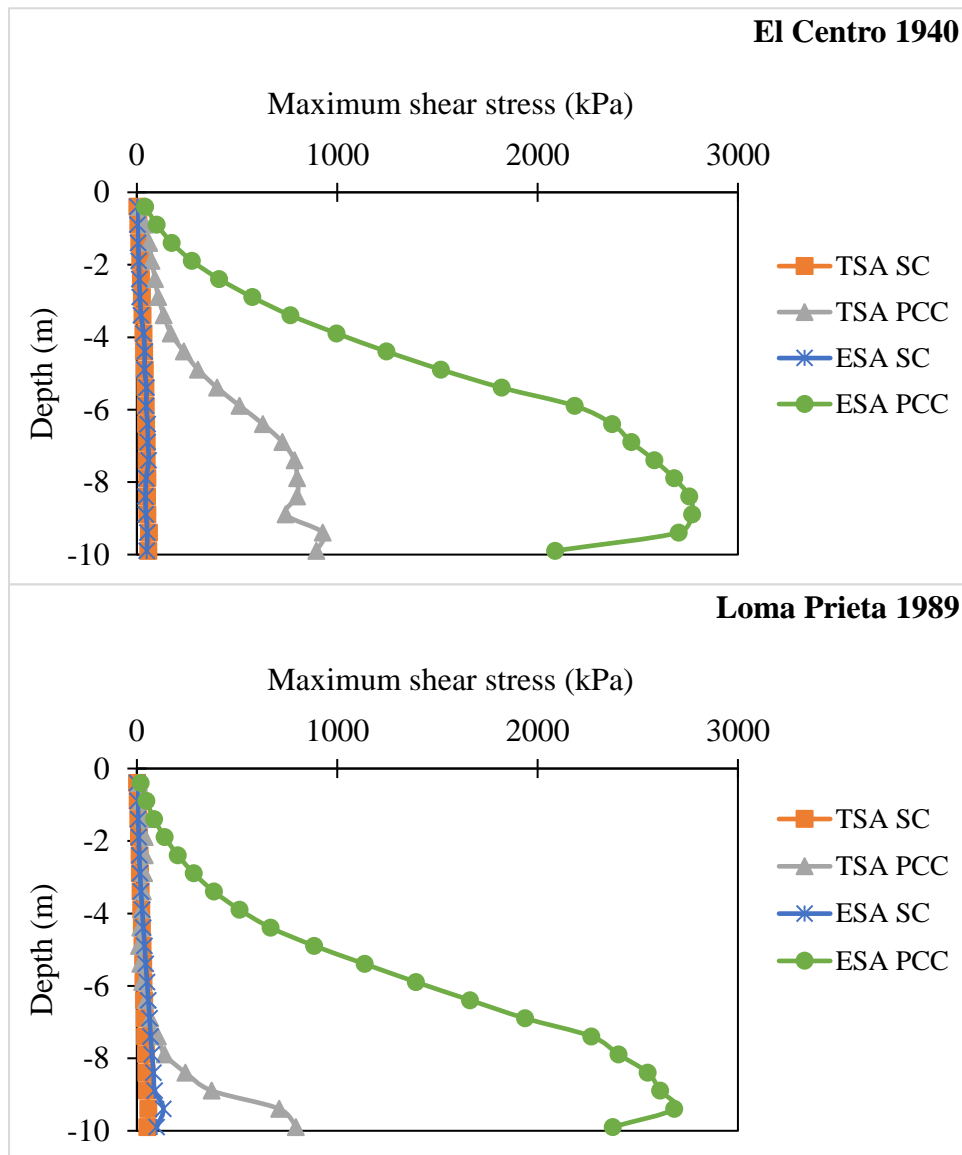 El Centro 1940
Maximum shear stress (kPa)
0 1000 2000 3000
0
-2
-4
-6
-8
-10
Depth (m)
TSA SC
TSA PCC
ESA SC
ESA PCC
Loma Prieta 1989
Maximum shear stress (kPa)
0 1000 2000 3000
0
-2
-4
-6
-8
-10
Depth (m)
TSA SC
TSA PCC
ESA SC
ESA PCC